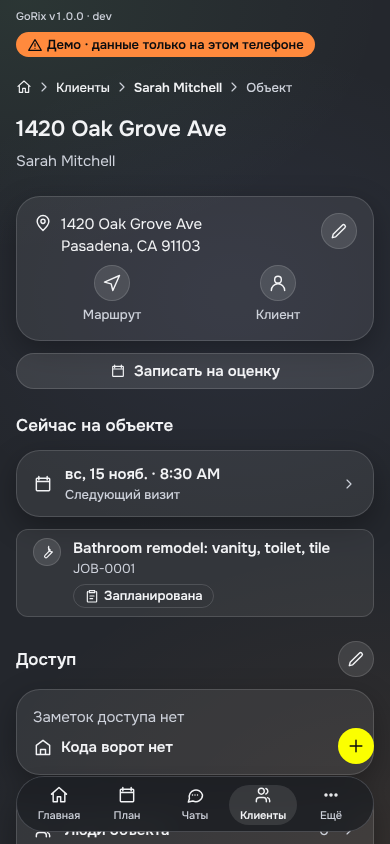 GoRix v1.0.0 · dev
Демо · данные только на этом телефоне
Клиенты
Sarah Mitchell
Объект
1420 Oak Grove Ave
Sarah Mitchell
1420 Oak Grove Ave
Pasadena, CA 91103
Маршрут
Клиент
Записать на оценку
Сейчас на объекте
вс, 15 нояб. · 8:30 AM
Следующий визит
Bathroom remodel: vanity, toilet, tile
JOB-0001
Запланирована
Доступ
Заметок доступа нет
Кода ворот нет
Главная
План
Чаты
Клиенты
Ещё
Люди объекта